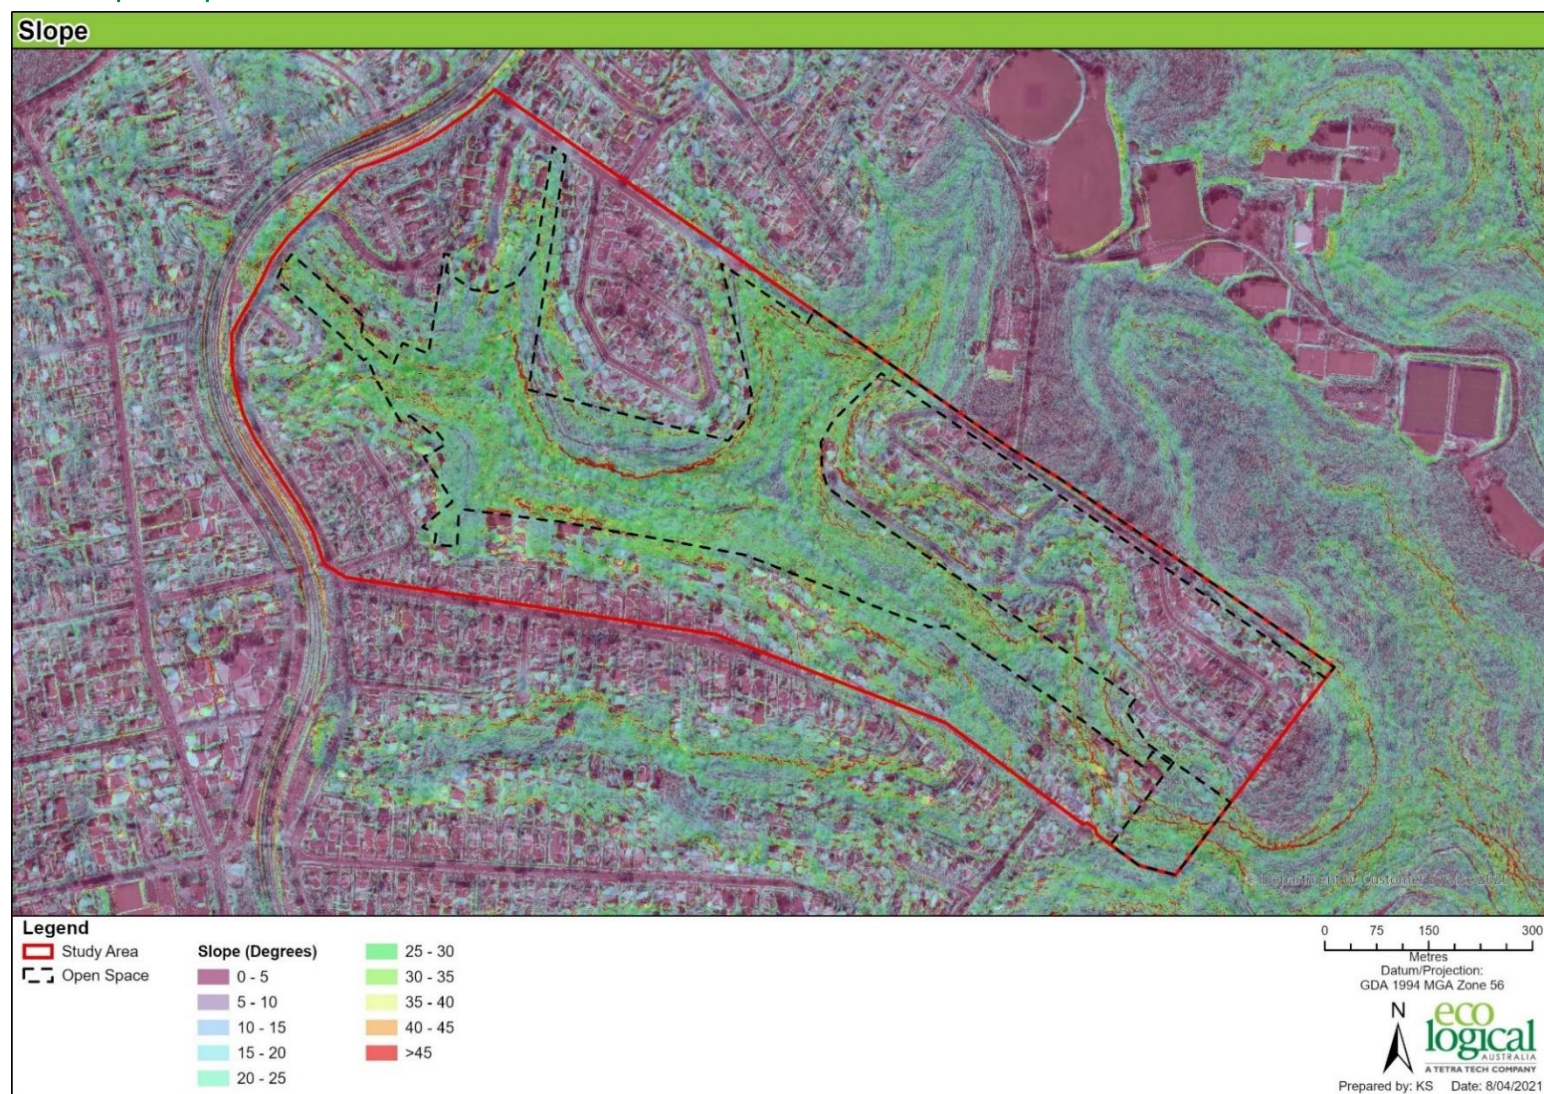 Slope
Legend
Study Area
Open Space
Slope (Degrees)
0 - 5
5 - 10
10 - 15
15 - 20
20 - 25
25 - 30
30 - 35
35 - 40
40 - 45
>45
0 75 150 300
Metres
Datum/Projection:
GDA 1994 MGA Zone 56
N
eco
logical
AUSTRALIA
A TETRA TECH COMPANY
Prepared by: KS Date: 8/04/2021